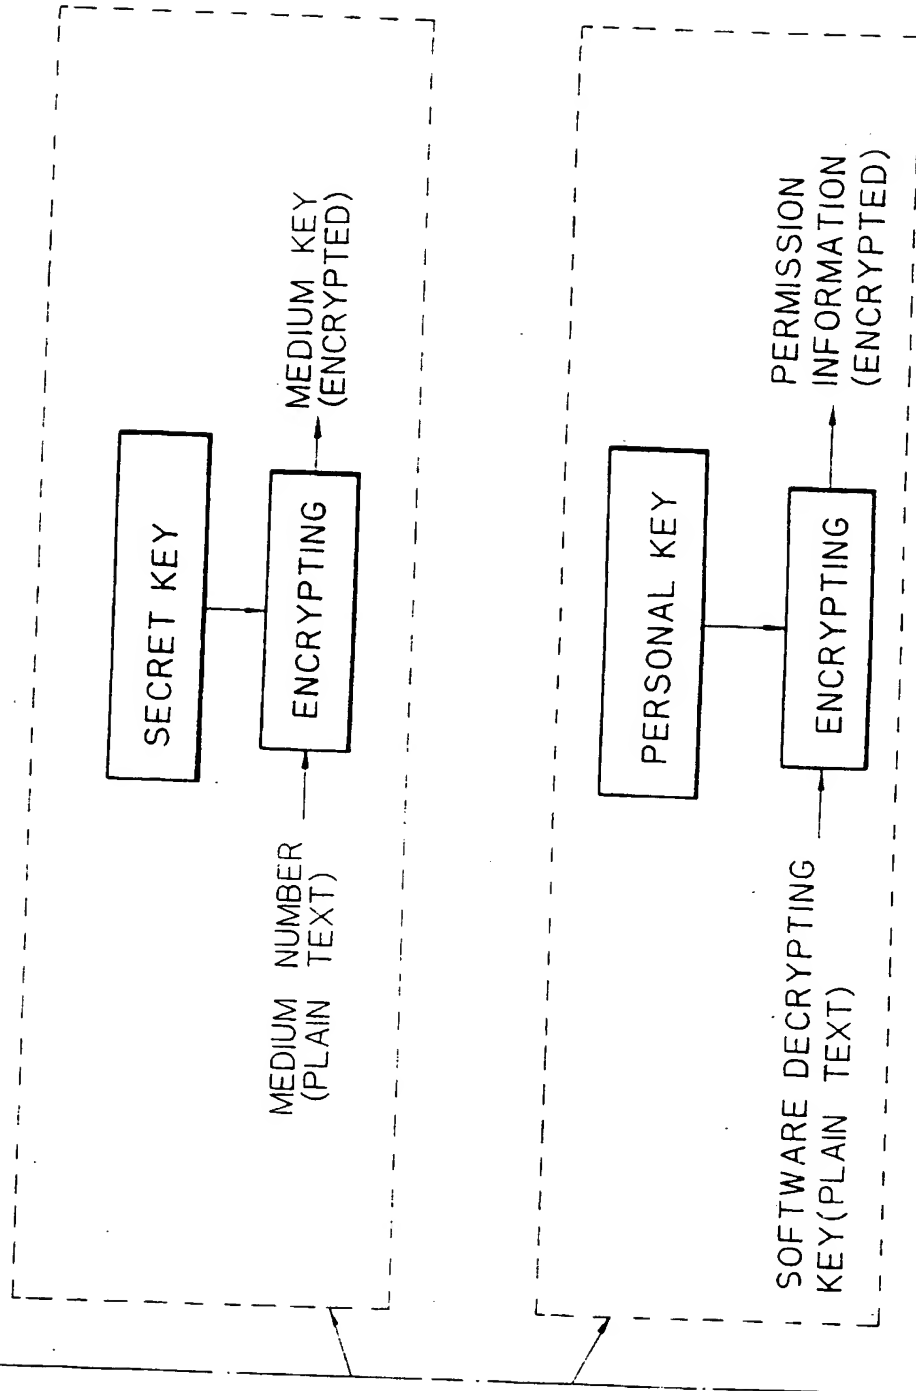 SECRET KEY
MEDIUM NUMBER
(PLAIN TEXT)
ENCRYPTING
MEDIUM KEY
(ENCRYPTED)
PERSONAL KEY
SOFTWARE DECRYPTING
KEY(PLAIN TEXT)
ENCRYPTING
PERMISSION
INFORMATION
(ENCRYPTED)